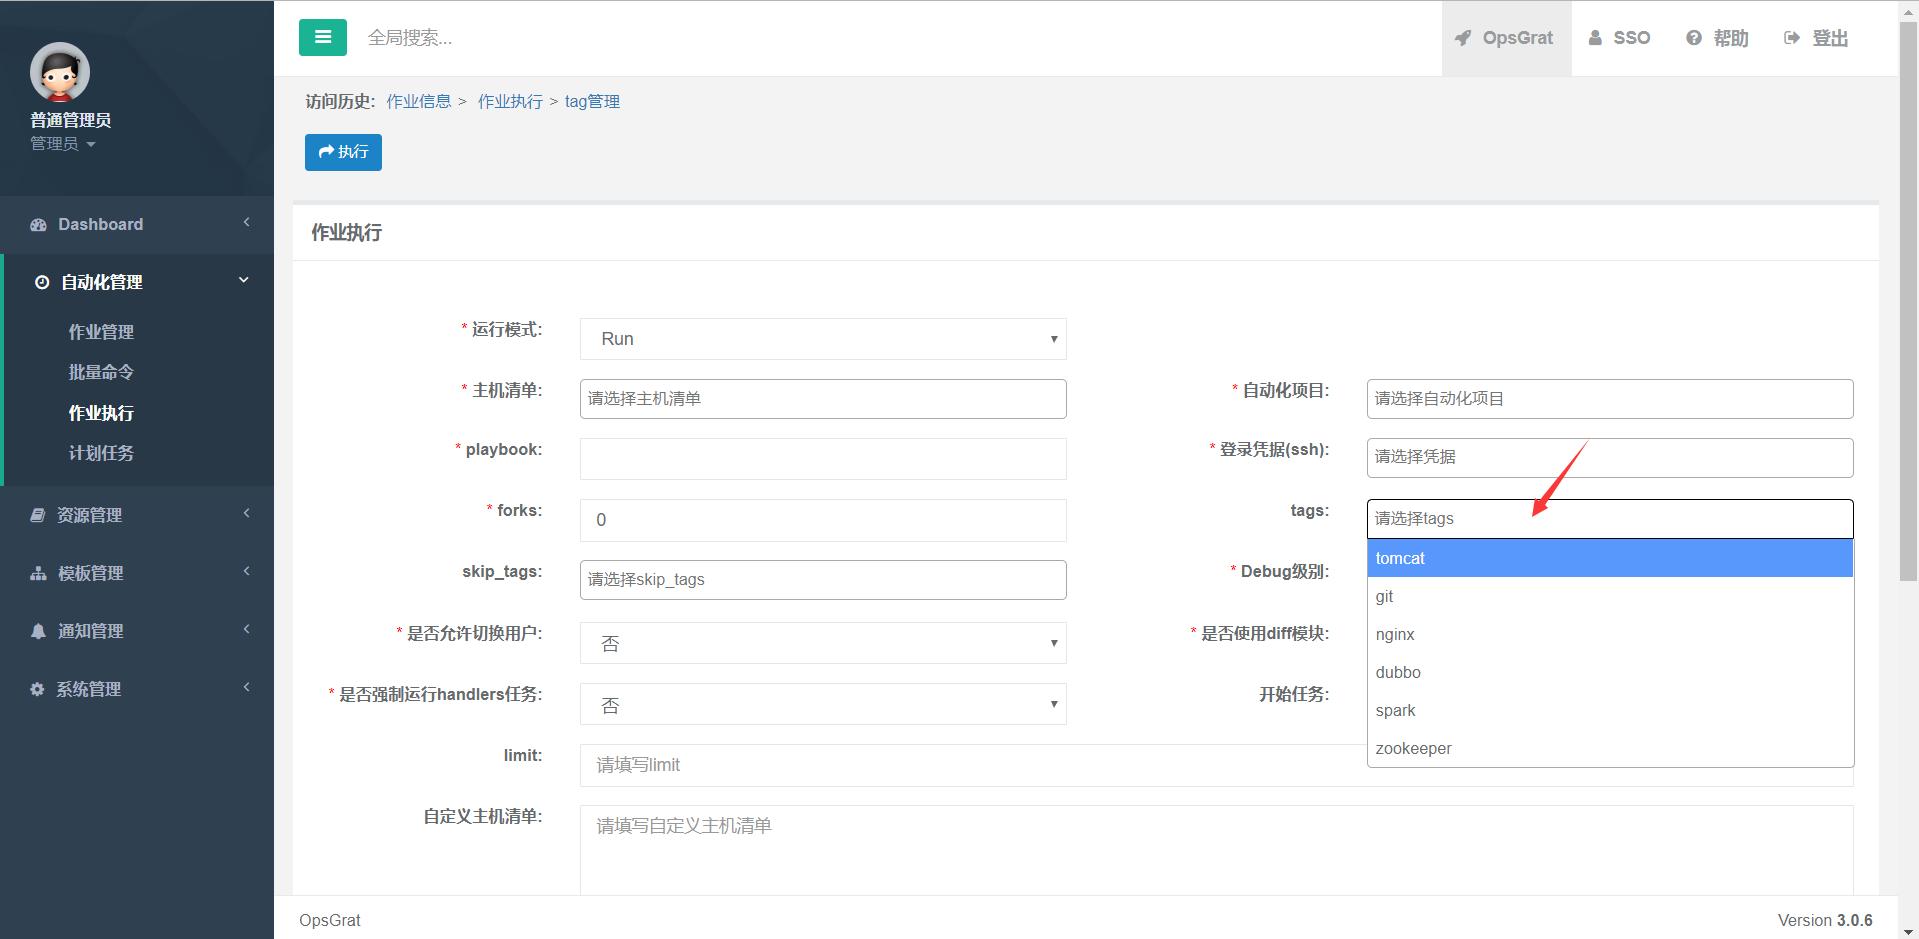 普通管理员
管理员
Dashboard
自动化管理
作业管理
批量命令
作业执行
计划任务
资源管理
模板管理
通知管理
系统管理
全局搜索...
OpsGrat
SSO
帮助
登出
访问历史: 作业信息 > 作业执行 > tag管理
执行
作业执行
* 运行模式: Run
* 主机清单: 请选择主机清单
* 自动化项目: 请选择自动化项目
* playbook:
* 登录凭据(ssh): 请选择凭据
* forks: 0
tags: 请选择tags
tomcat
git
nginx
dubbo
spark
zookeeper
skip_tags: 请选择skip_tags
* Debug级别:
* 是否允许切换用户: 否
* 是否使用diff模块:
* 是否强制运行handlers任务: 否
开始任务:
limit: 请填写limit
自定义主机清单: 请填写自定义主机清单
OpsGrat
Version 3.0.6